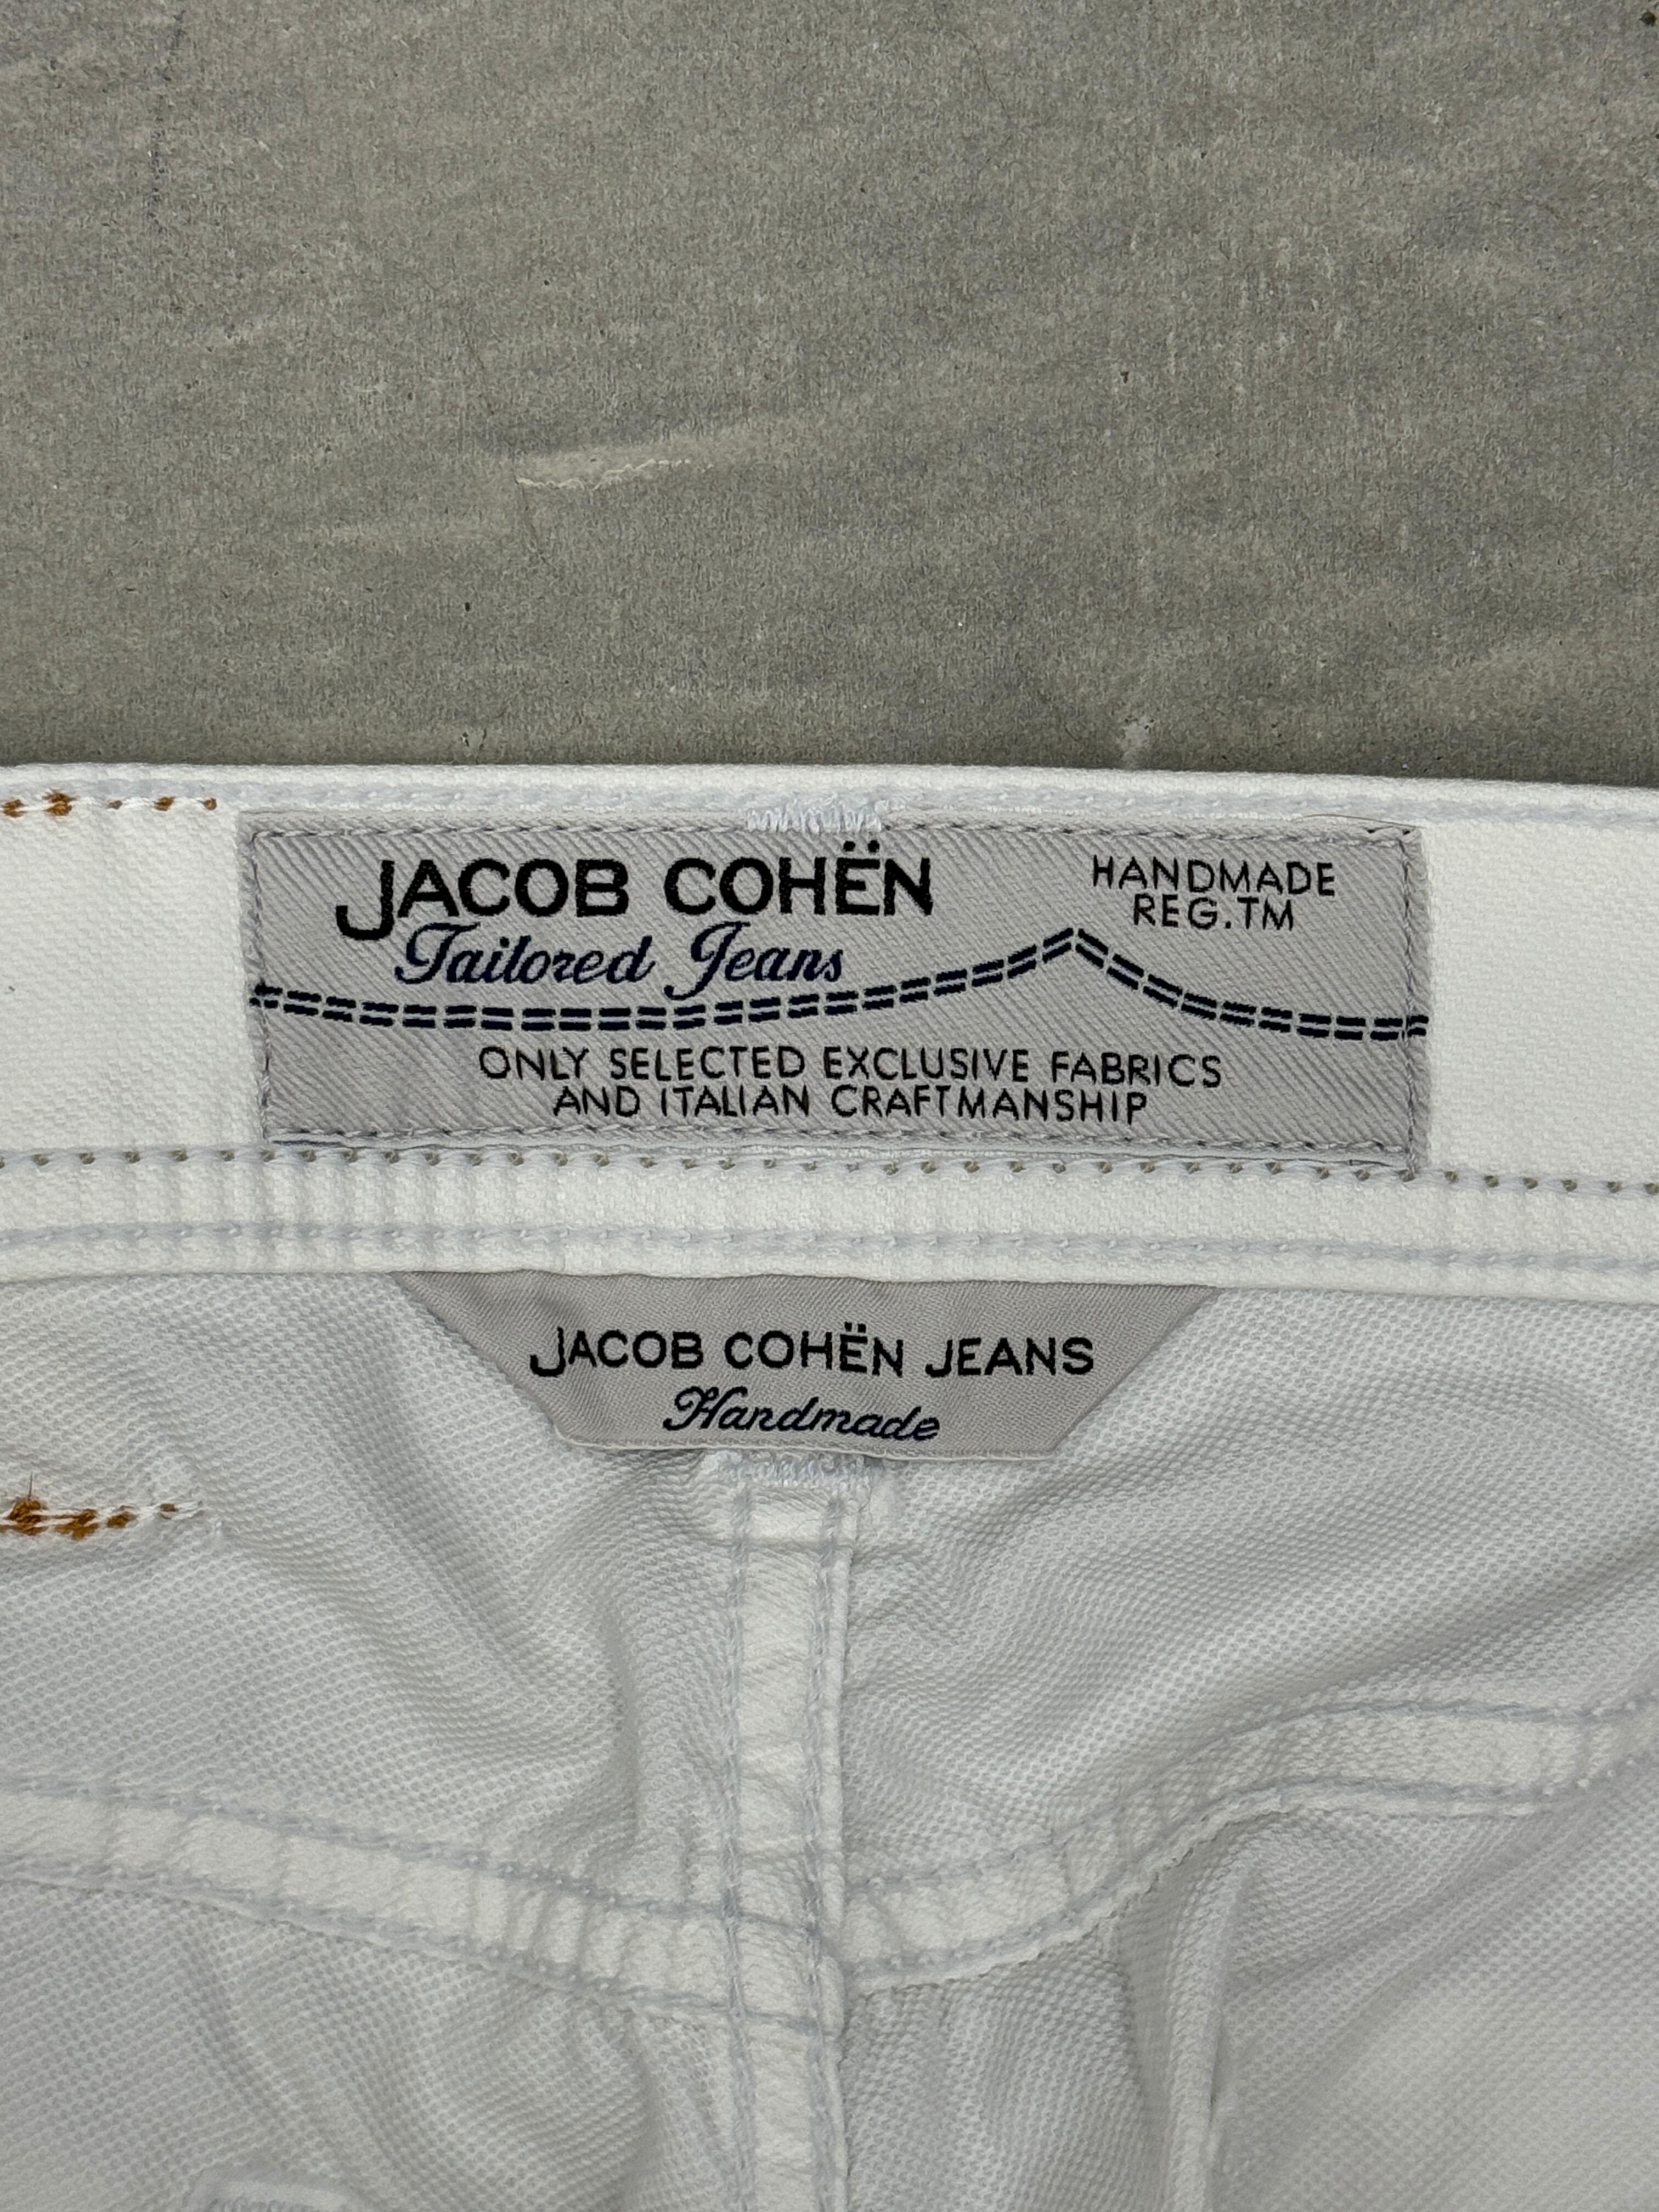 JACOB COHËN
Tailored Jeans
HANDMADE
REG.TM
ONLY SELECTED EXCLUSIVE FABRICS
AND ITALIAN CRAFTMANSHIP
JACOB COHËN JEANS
Handmade